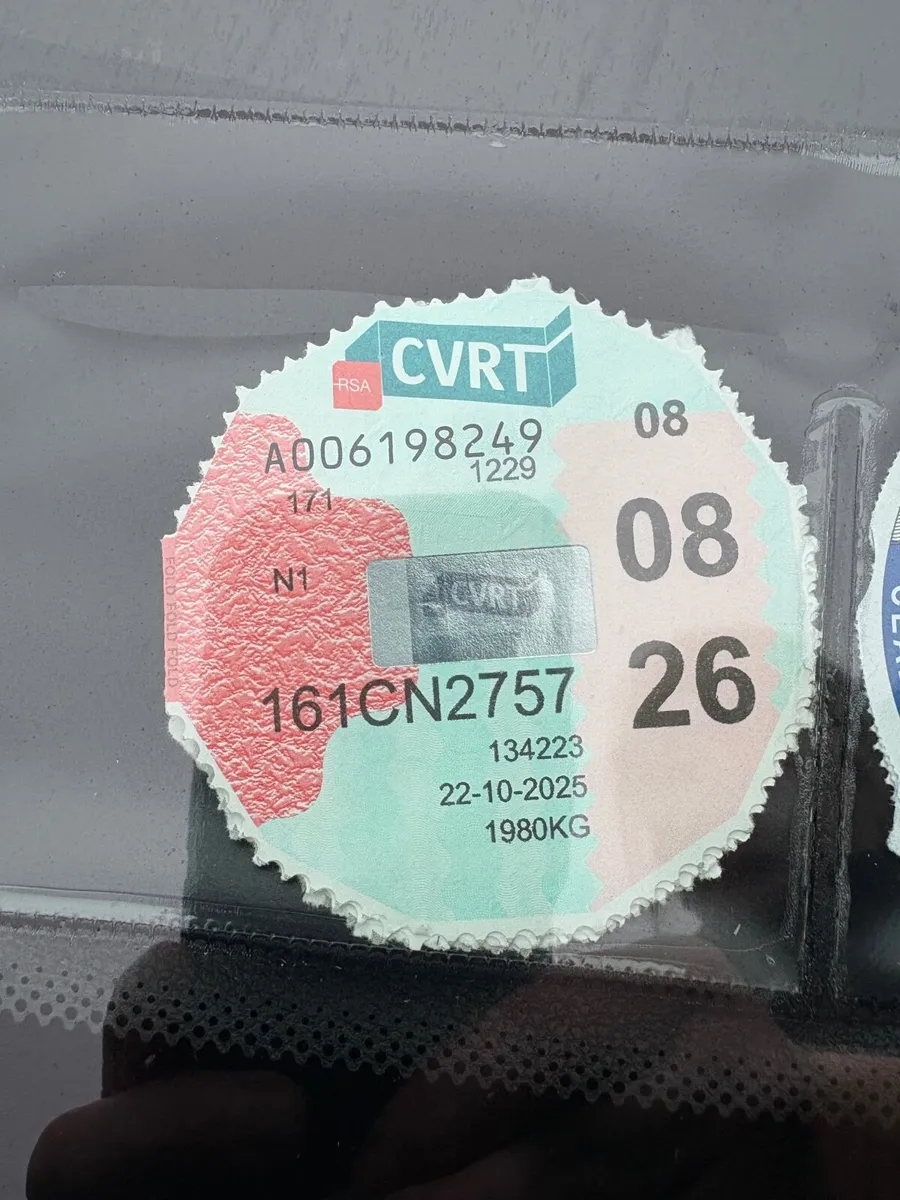 CVRT
RSA
A006198249
1229
171
N1
CVRT
161CN2757
134223
22-10-2025
1980KG
08
08
26